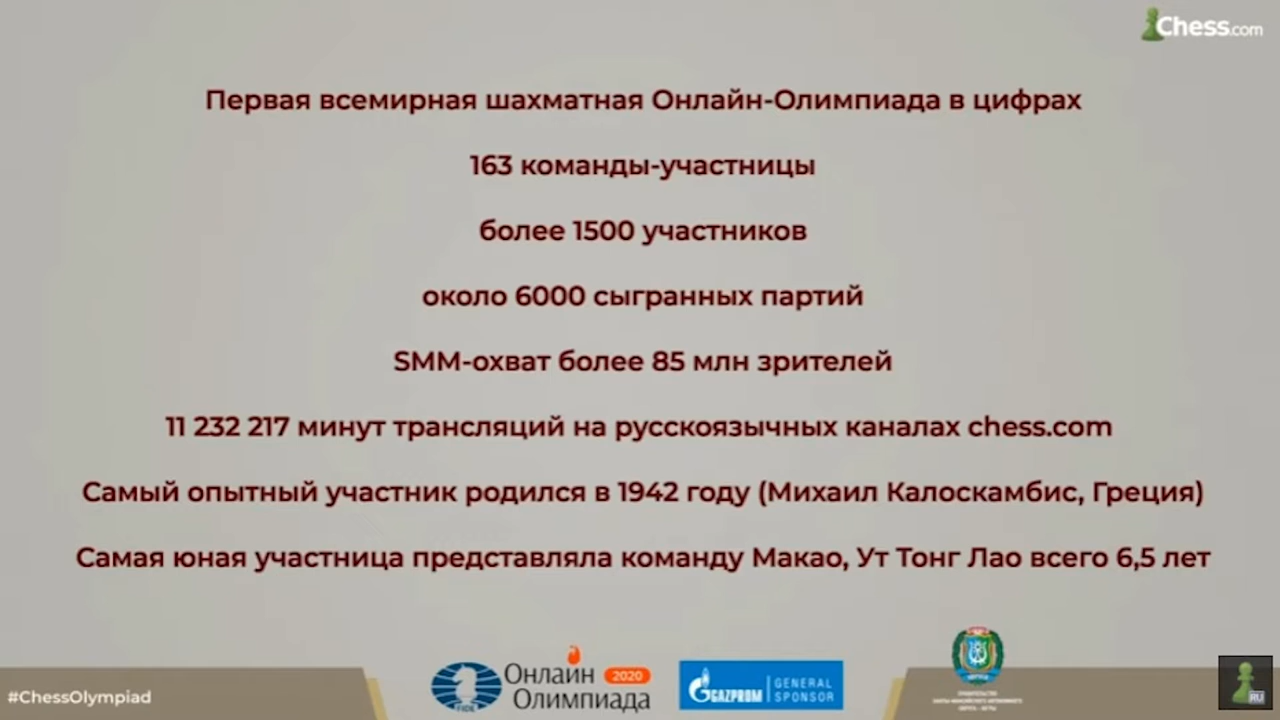 Chess.com
Первая всемирная шахматная Онлайн-Олимпиада в цифрах
163 команды-участницы
более 1500 участников
около 6000 сыгранных партий
SMM-охват более 85 млн зрителей
11 232 217 минут трансляций на русскоязычных каналах chess.com
Самый опытный участник родился в 1942 году (Михаил Калоскамбис, Греция)
Самая юная участница представляла команду Макао, Ут Тонг Лао всего 6,5 лет
#ChessOlympiad
FIDE
Онлайн 2020
Олимпиада
GAZPROM
GENERAL
SPONSOR
RU